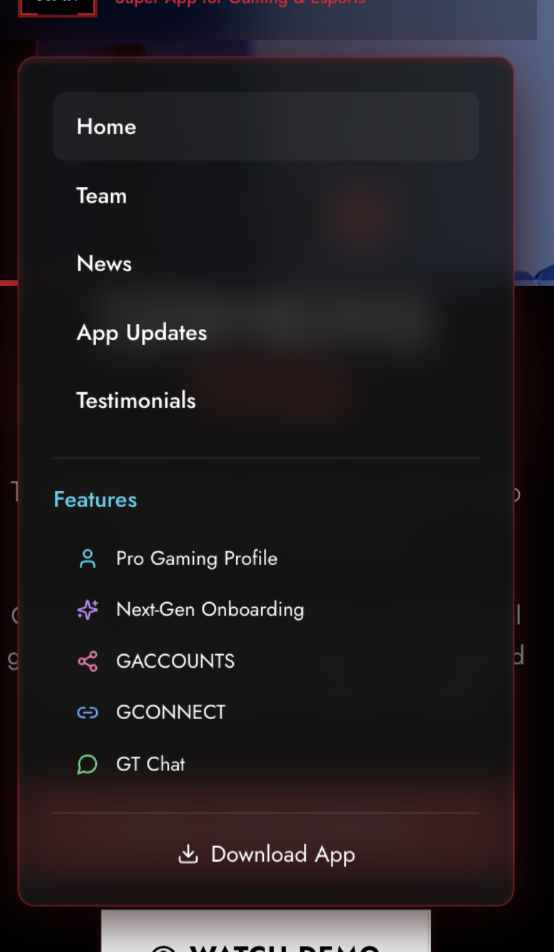 Super App for Gaming & Esports
Home
Team
News
App Updates
Testimonials
Features
Pro Gaming Profile
Next-Gen Onboarding
GACCOUNTS
GCONNECT
GT Chat
Download App
WATCH DEMO